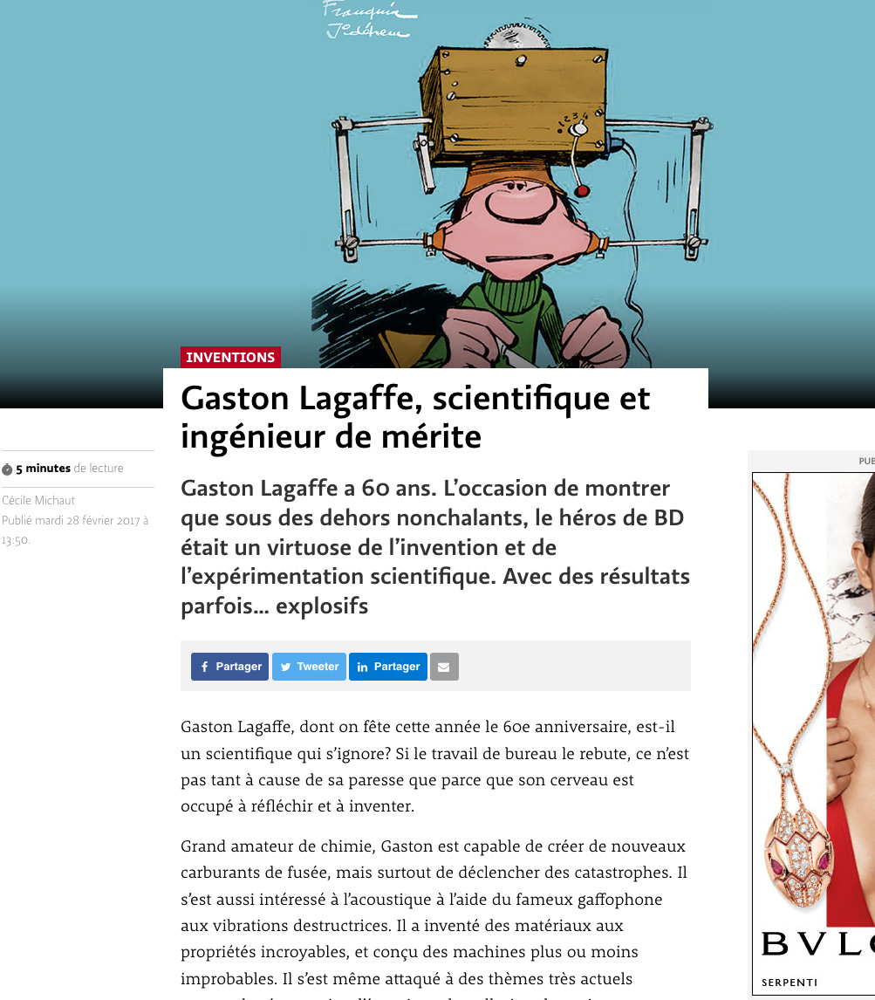 Franquin
Jidéhem
1 2 3 4
INVENTIONS
Gaston Lagaffe, scientifique et
ingénieur de mérite
5 minutes de lecture
Cécile Michaut
Publié mardi 28 février 2017 à
13:50.
Gaston Lagaffe a 60 ans. L’occasion de montrer
que sous des dehors nonchalants, le héros de BD
était un virtuose de l’invention et de
l’expérimentation scientifique. Avec des résultats
parfois... explosifs
Partager
Tweeter
Partager
Gaston Lagaffe, dont on fête cette année le 60e anniversaire, est-il
un scientifique qui s’ignore? Si le travail de bureau le rebute, ce n’est
pas tant à cause de sa paresse que parce que son cerveau est
occupé à réfléchir et à inventer.
Grand amateur de chimie, Gaston est capable de créer de nouveaux
carburants de fusée, mais surtout de déclencher des catastrophes. Il
s’est aussi intéressé à l’acoustique à l’aide du fameux gaffophone
aux vibrations destructrices. Il a inventé des matériaux aux
propriétés incroyables, et conçu des machines plus ou moins
improbables. Il s’est même attaqué à des thèmes très actuels
PUB
BVL
SERPENTI